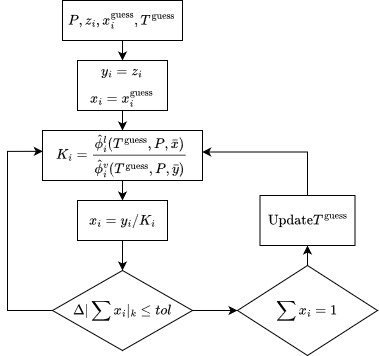 P, z_i, x_i^guess, T^guess
y_i = z_i
x_i = x_i^guess
K_i = φ̂_i^l(T^guess, P, x̄) / φ̂_i^v(T^guess, P, ȳ)
x_i = y_i/K_i
UpdateT^guess
Δ| ∑ x_i|_k ≤ tol
∑ x_i = 1